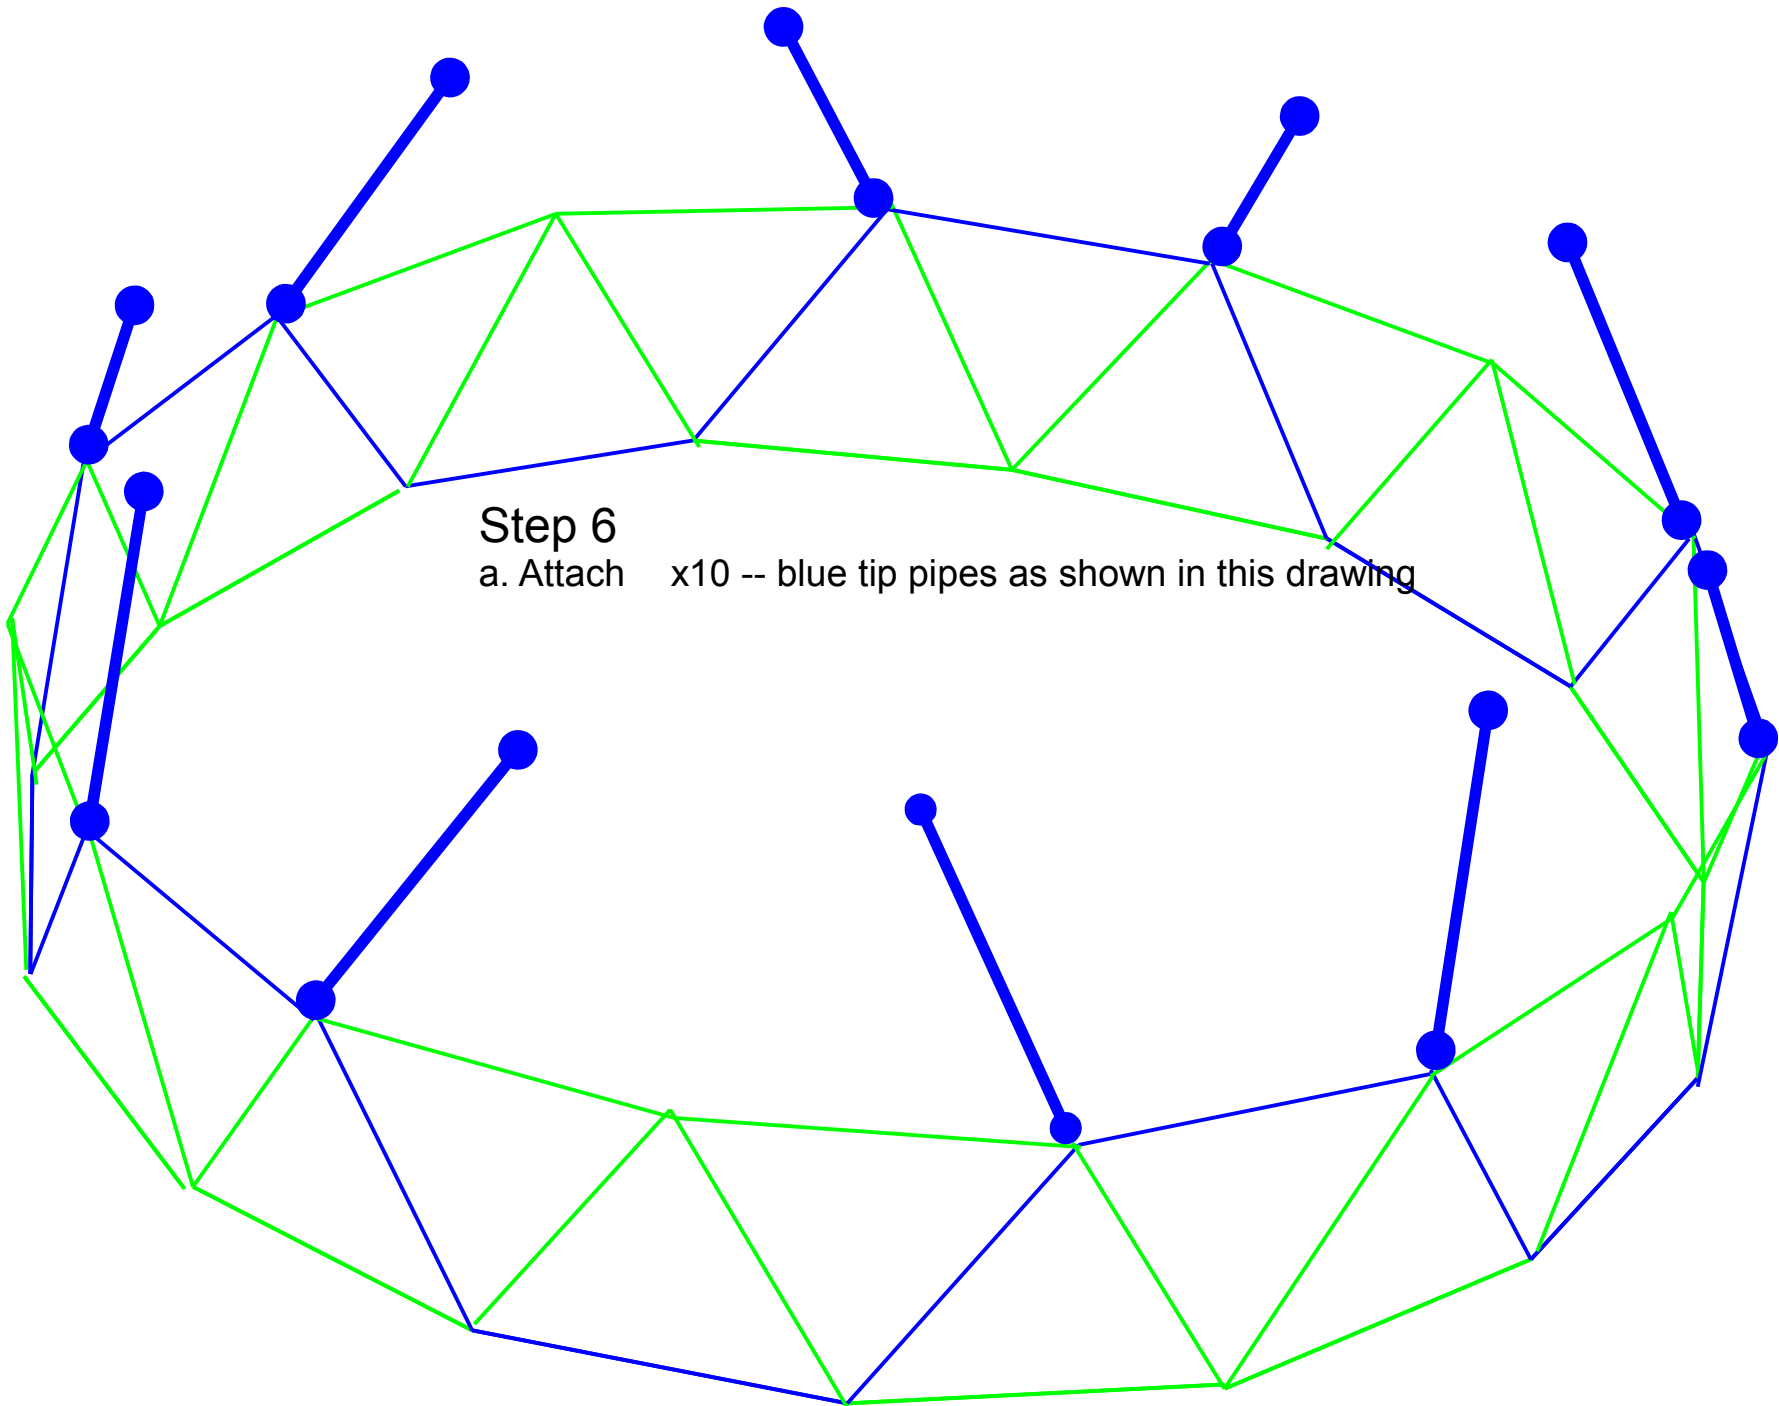 Step 6
a. Attach x10 -- blue tip pipes as shown in this drawing